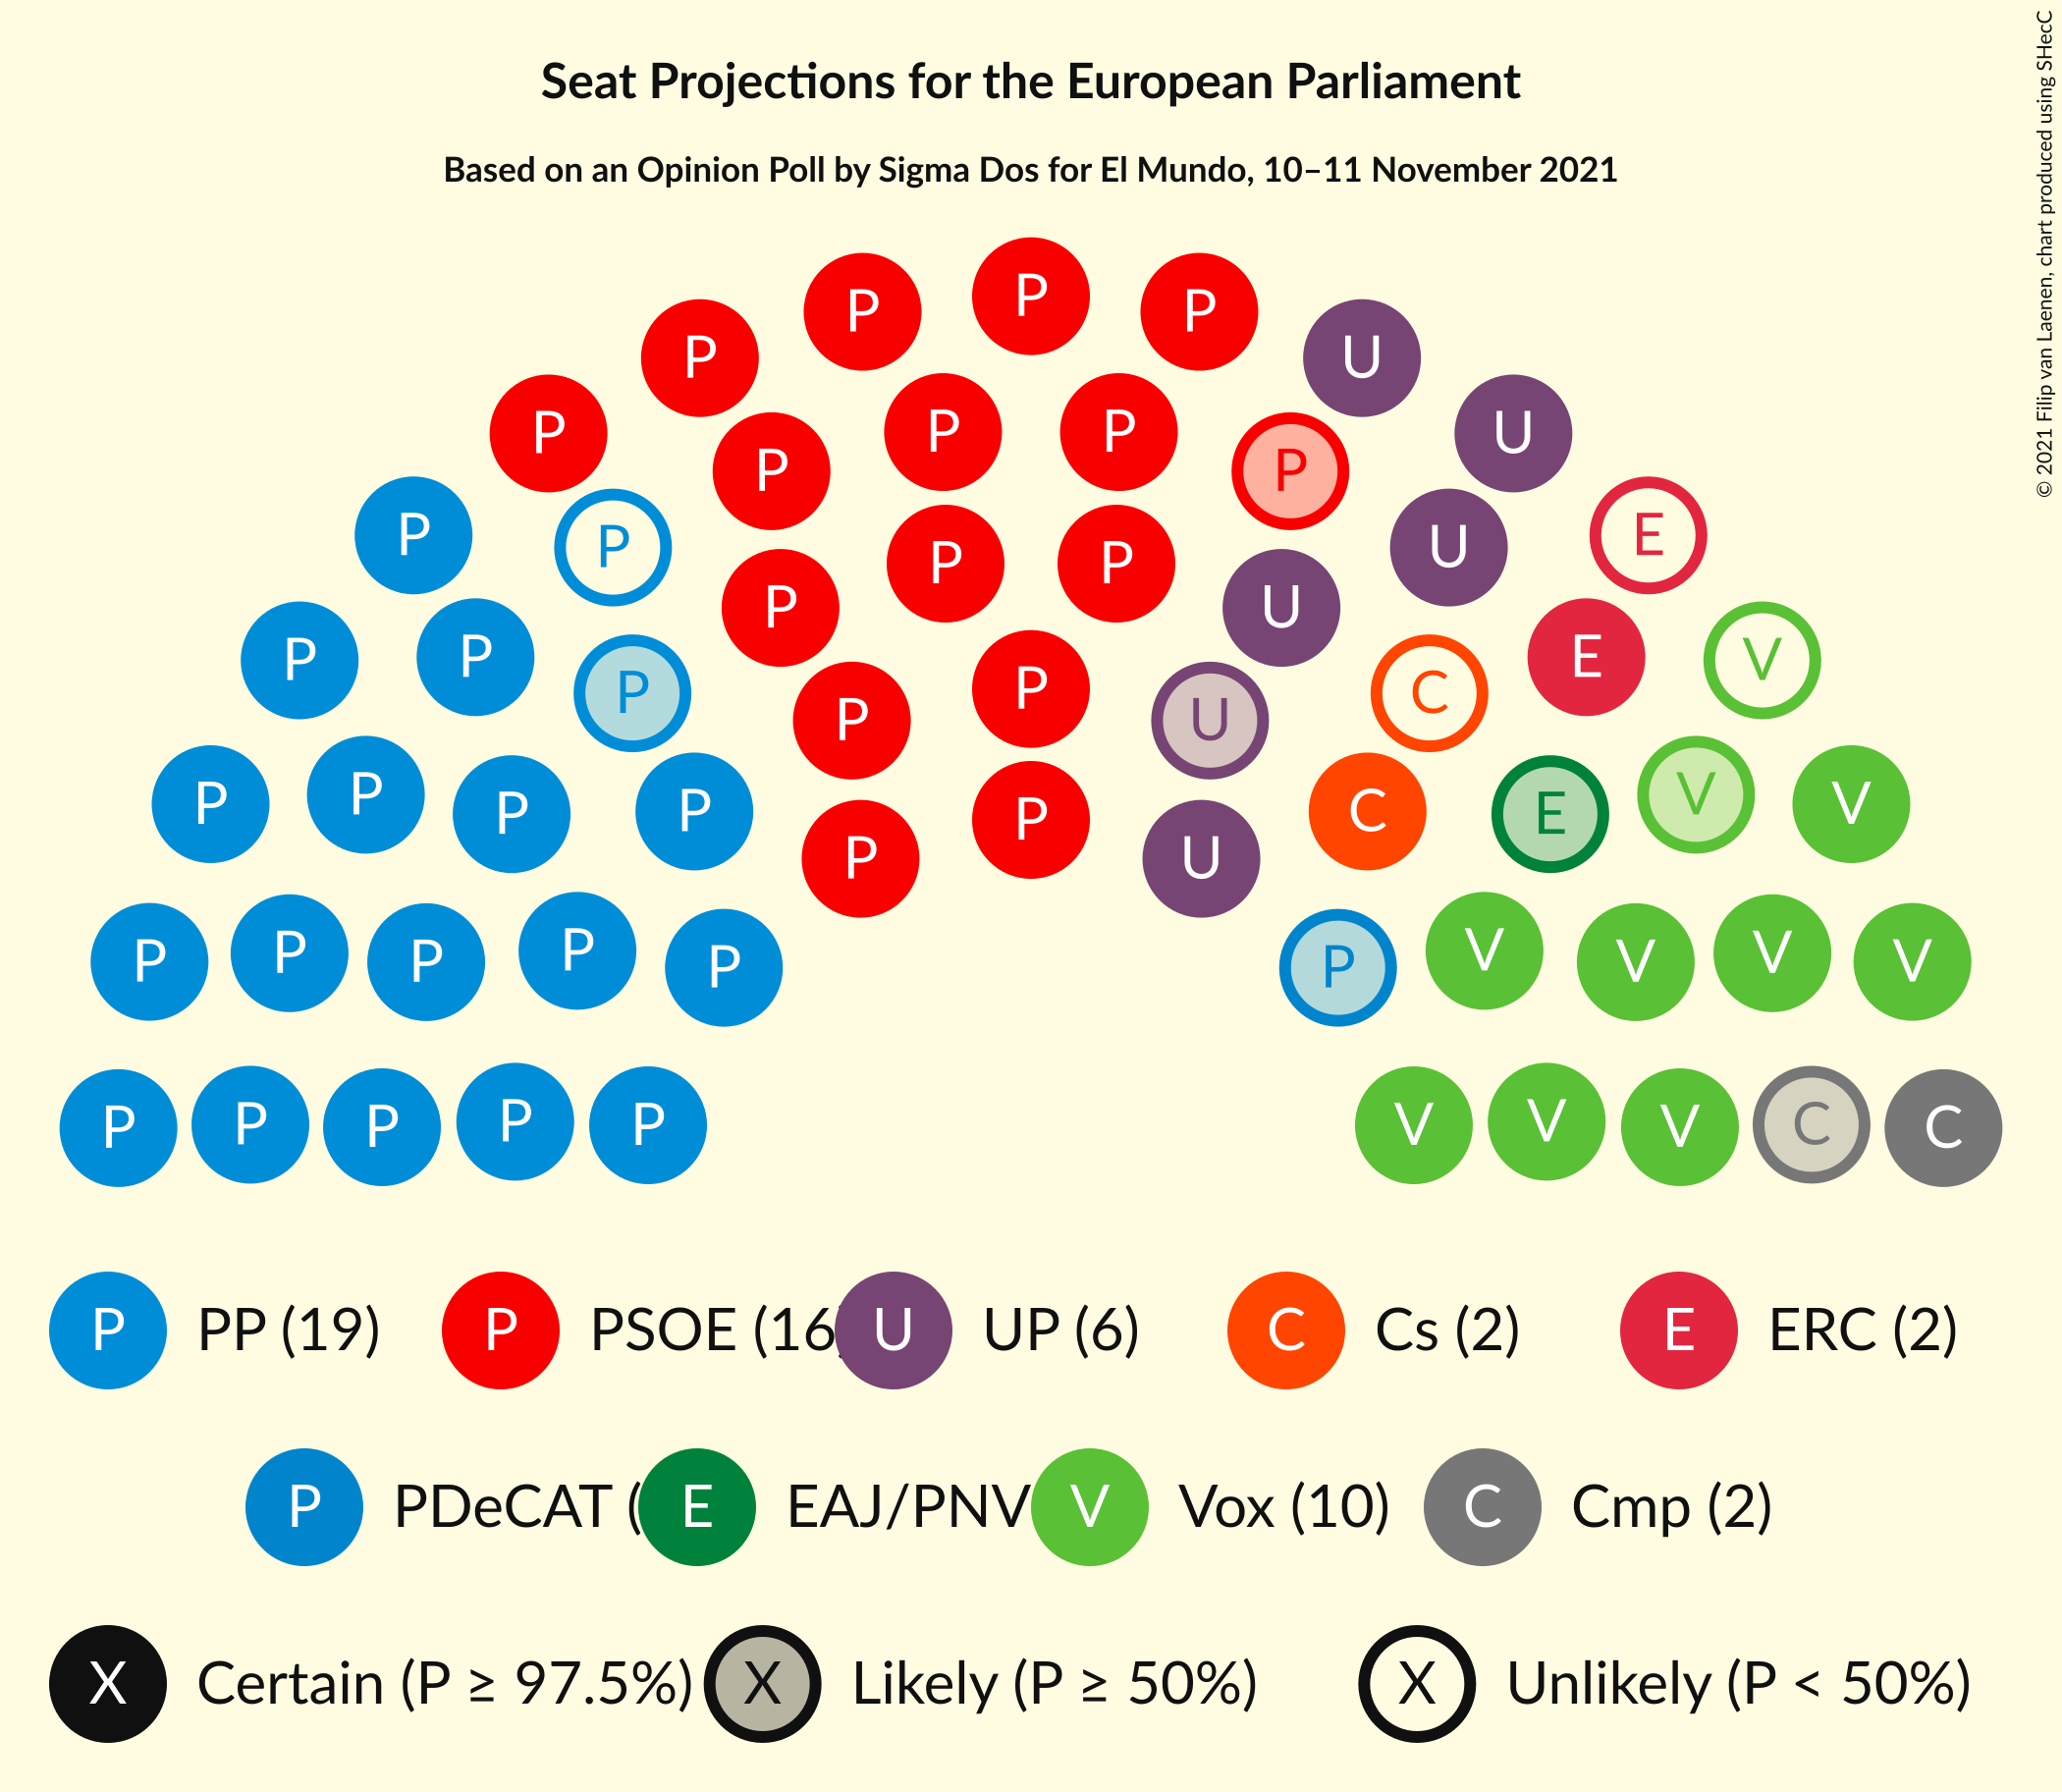 Seat Projections for the European Parliament
Based on an Opinion Poll by Sigma Dos for El Mundo, 10–11 November 2021
© 2021 Filip van Laenen, chart produced using SHecC
P
P P
P U
P P P U
P P
P U
P P P E
P P U
P U
P P P E V
P P U C
P P P P P P C E V V
P U
P P P P P P V V V V
P P P P P V V V C C
P PP (19) P PSOE (16 U UP (6) C Cs (2) E ERC (2)
P PDeCAT ( E EAJ/PNV V Vox (10) C Cmp (2)
X Certain (P ≥ 97.5%) X Likely (P ≥ 50%) X Unlikely (P < 50%)